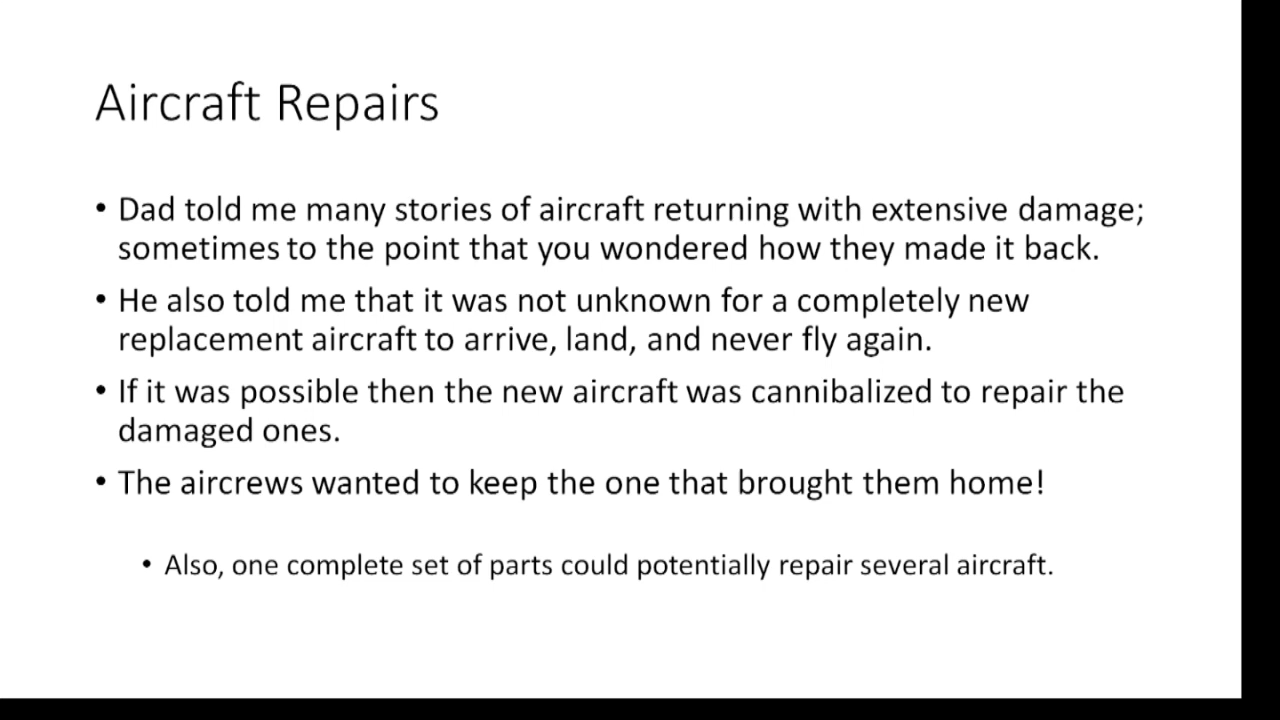 Aircraft Repairs
• Dad told me many stories of aircraft returning with extensive damage;
sometimes to the point that you wondered how they made it back.
• He also told me that it was not unknown for a completely new
replacement aircraft to arrive, land, and never fly again.
• If it was possible then the new aircraft was cannibalized to repair the
damaged ones.
• The aircrews wanted to keep the one that brought them home!
• Also, one complete set of parts could potentially repair several aircraft.